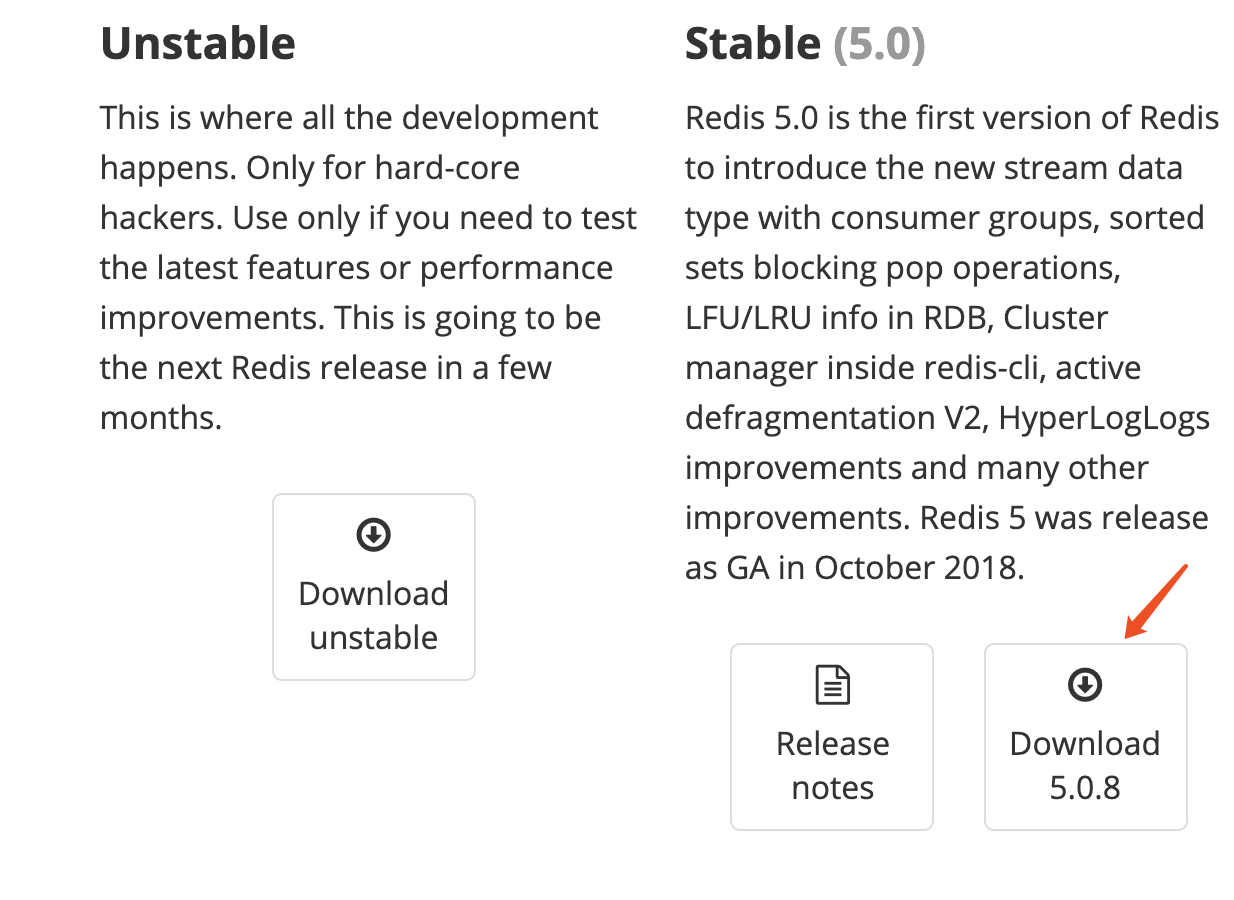 Unstable
This is where all the development
happens. Only for hard-core
hackers. Use only if you need to test
the latest features or performance
improvements. This is going to be
the next Redis release in a few
months.
Download
unstable
Stable (5.0)
Redis 5.0 is the first version of Redis
to introduce the new stream data
type with consumer groups, sorted
sets blocking pop operations,
LFU/LRU info in RDB, Cluster
manager inside redis-cli, active
defragmentation V2, HyperLogLogs
improvements and many other
improvements. Redis 5 was release
as GA in October 2018.
Release
notes
Download
5.0.8